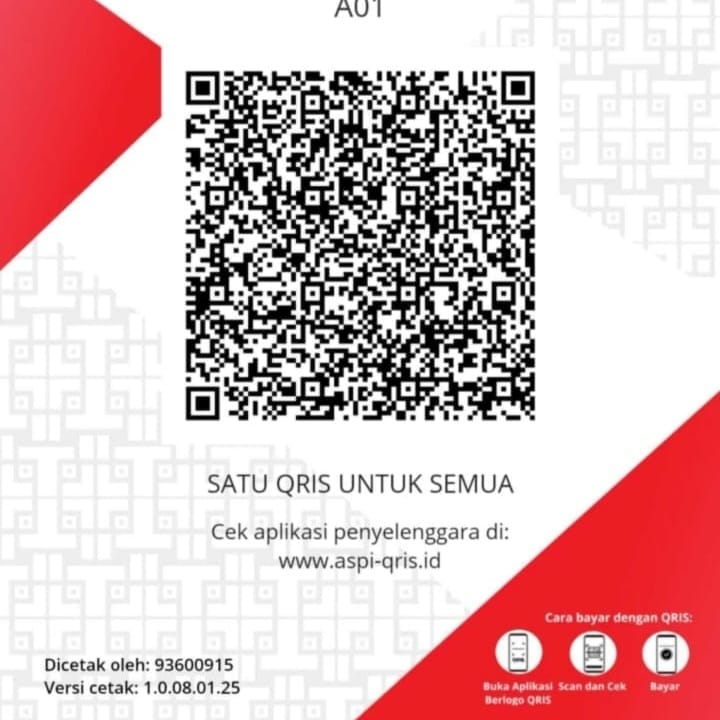 A01
SATU QRIS UNTUK SEMUA
Cek aplikasi penyelenggara di:
www.aspi-qris.id
Cara bayar dengan QRIS:
Buka Aplikasi Berlogo QRIS
Scan dan Cek
Bayar
Dicetak oleh: 93600915
Versi cetak: 1.0.08.01.25